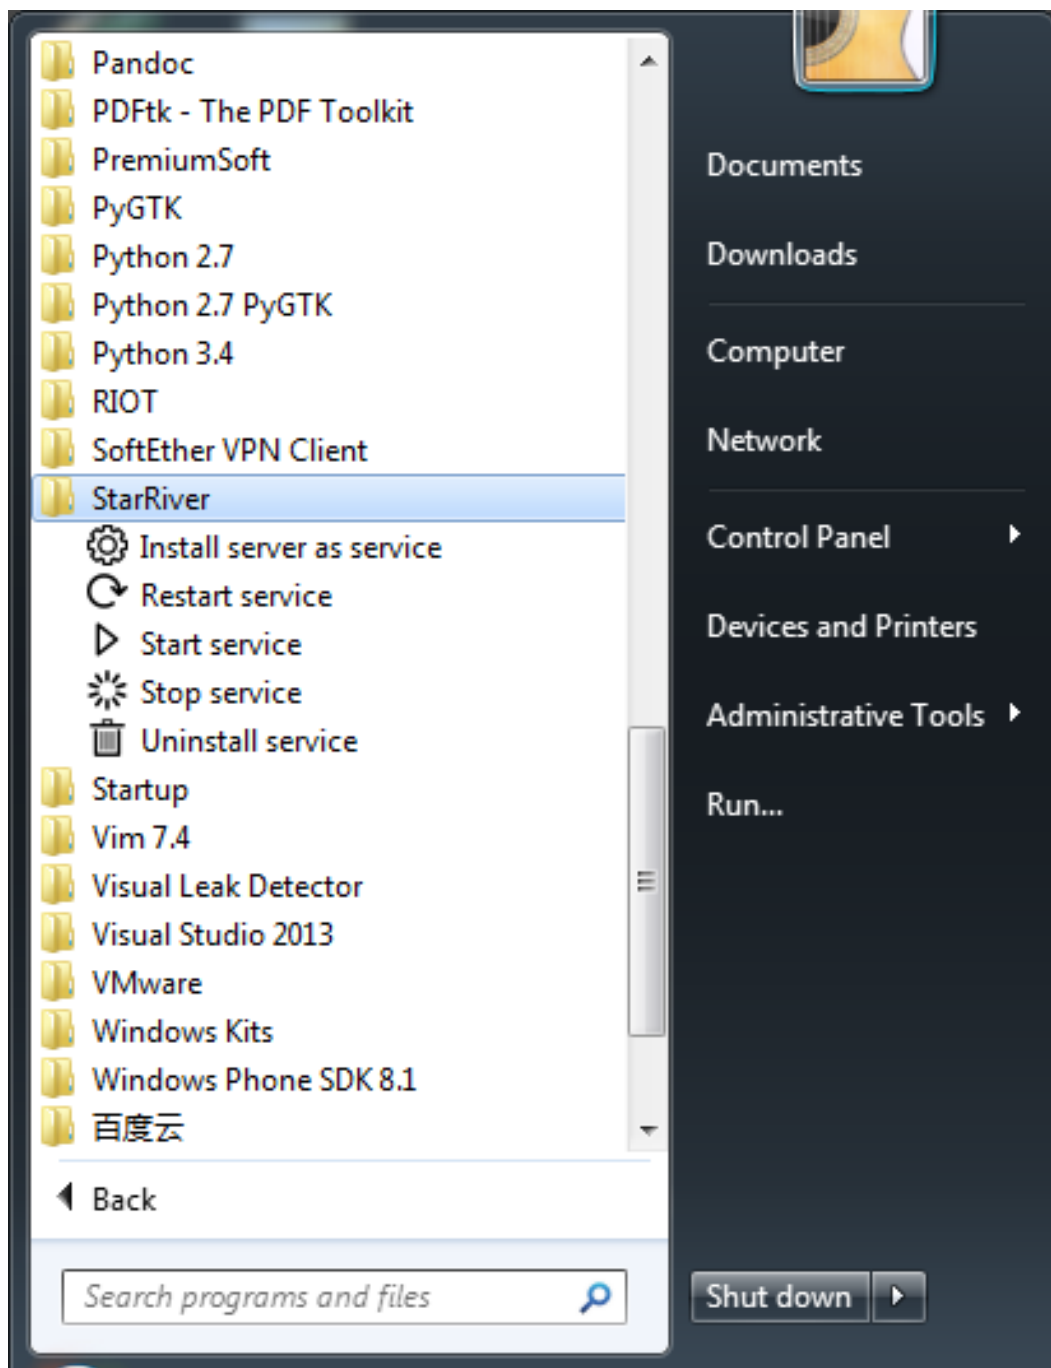 Pandoc
PDFtk - The PDF Toolkit
PremiumSoft
PyGTK
Python 2.7
Python 2.7 PyGTK
Python 3.4
RIOT
SoftEther VPN Client
StarRiver
Install server as service
Restart service
Start service
Stop service
Uninstall service
Startup
Vim 7.4
Visual Leak Detector
Visual Studio 2013
VMware
Windows Kits
Windows Phone SDK 8.1
百度云
Back
Search programs and files
Documents
Downloads
Computer
Network
Control Panel
Devices and Printers
Administrative Tools
Run...
Shut down